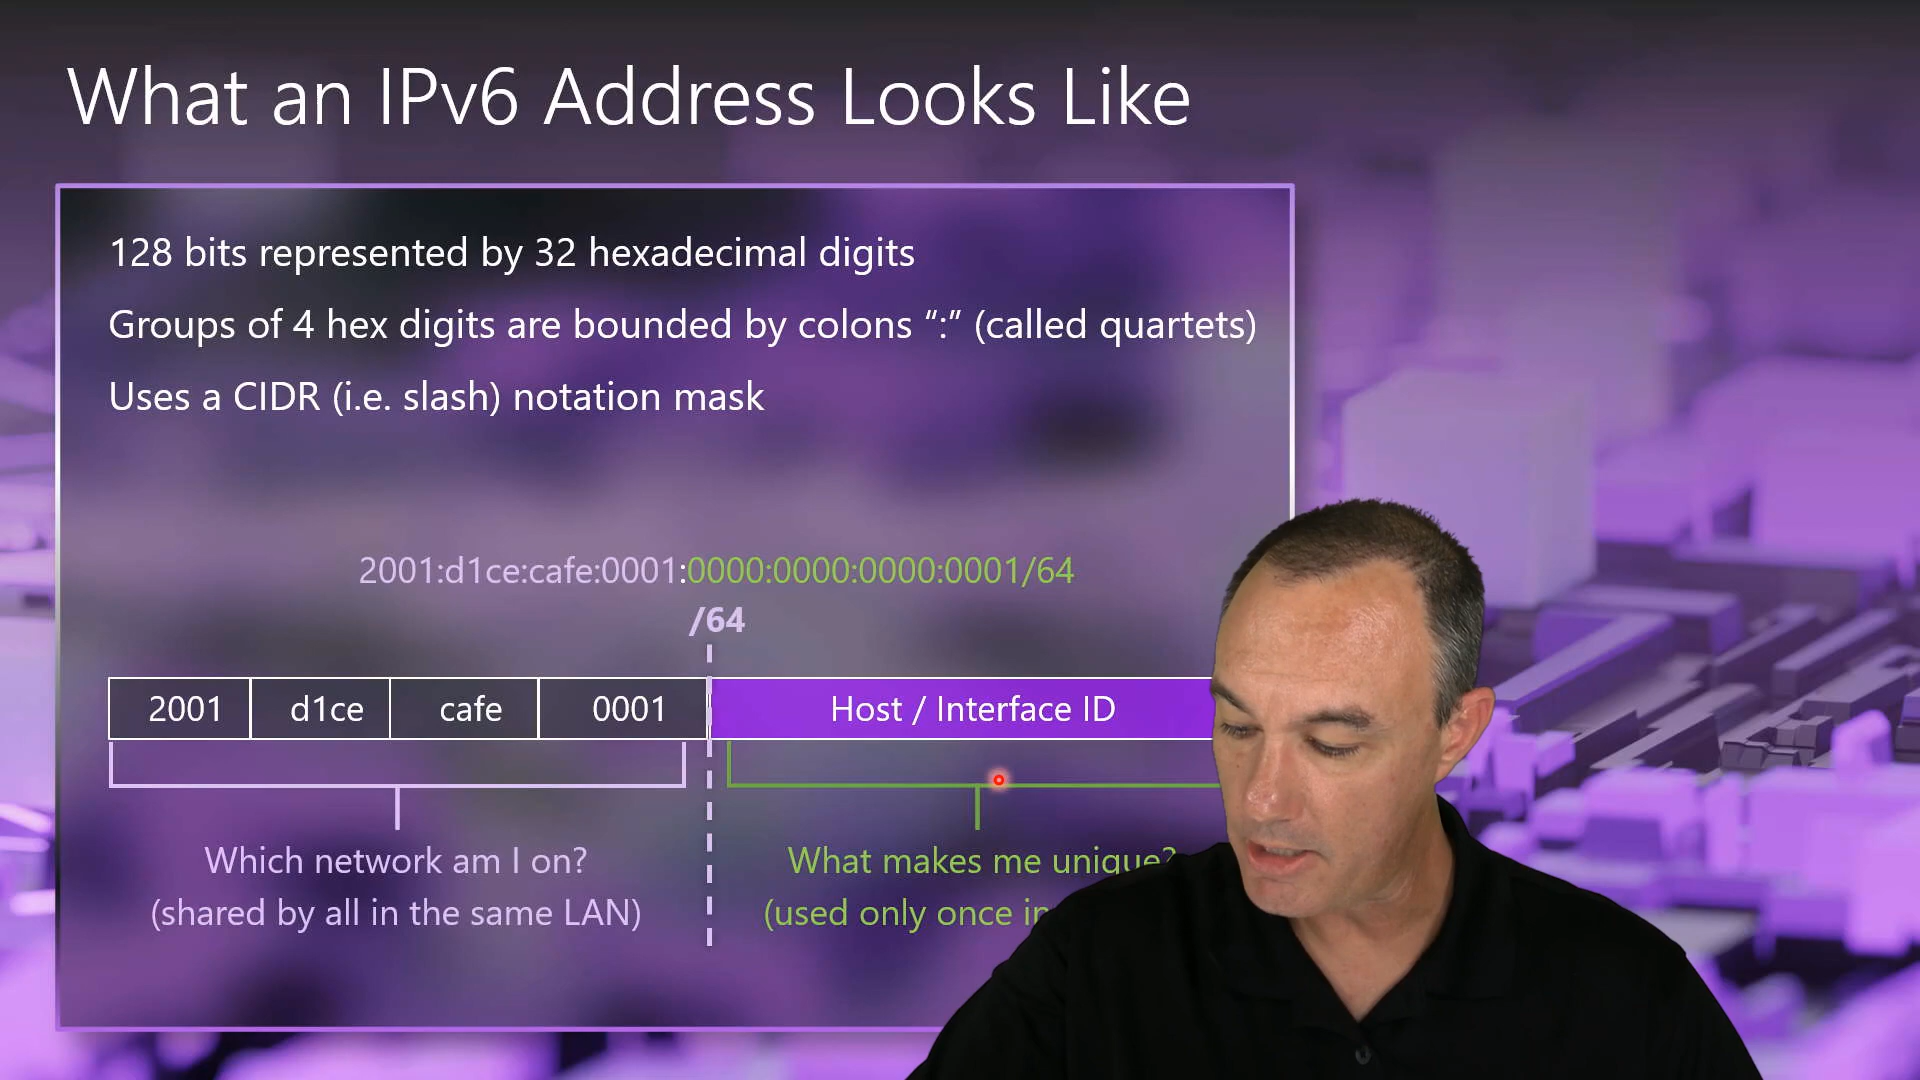 What an IPv6 Address Looks Like
128 bits represented by 32 hexadecimal digits
Groups of 4 hex digits are bounded by colons “:” (called quartets)
Uses a CIDR (i.e. slash) notation mask
2001:d1ce:cafe:0001:0000:0000:0000:0001/64
/64
2001 d1ce cafe 0001 Host / Interface ID
Which network am I on? What makes me unique?
(shared by all in the same LAN) (used only once